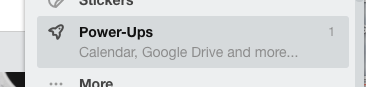 Stickers
Power-Ups 1
Calendar, Google Drive and more...
... More